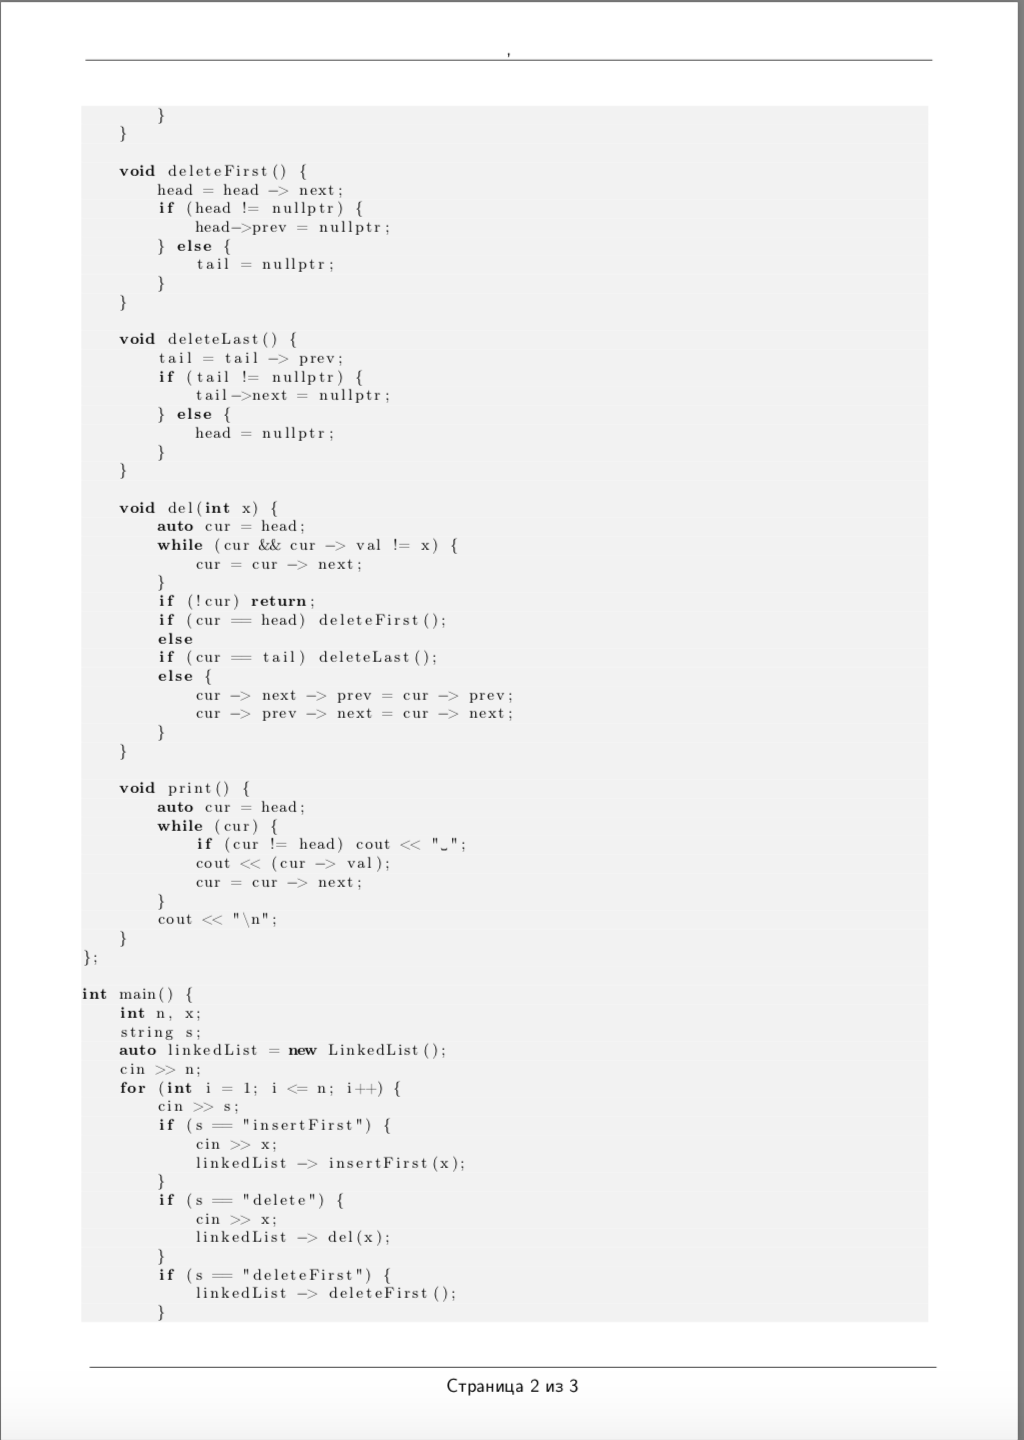 ,
        }
    }

    void deleteFirst() {
        head = head -> next;
        if (head != nullptr) {
            head->prev = nullptr;
        } else {
            tail = nullptr;
        }
    }

    void deleteLast() {
        tail = tail -> prev;
        if (tail != nullptr) {
            tail->next = nullptr;
        } else {
            head = nullptr;
        }
    }

    void del(int x) {
        auto cur = head;
        while (cur && cur -> val != x) {
            cur = cur -> next;
        }
        if (!cur) return;
        if (cur == head) deleteFirst();
        else
        if (cur == tail) deleteLast();
        else {
            cur -> next -> prev = cur -> prev;
            cur -> prev -> next = cur -> next;
        }
    }

    void print() {
        auto cur = head;
        while (cur) {
            if (cur != head) cout << "␣";
            cout << (cur -> val);
            cur = cur -> next;
        }
        cout << "\n";
    }
};

int main() {
    int n, x;
    string s;
    auto linkedList = new LinkedList();
    cin >> n;
    for (int i = 1; i <= n; i++) {
        cin >> s;
        if (s == "insertFirst") {
            cin >> x;
            linkedList -> insertFirst(x);
        }
        if (s == "delete") {
            cin >> x;
            linkedList -> del(x);
        }
        if (s == "deleteFirst") {
            linkedList -> deleteFirst();
        }
Страница 2 из 3